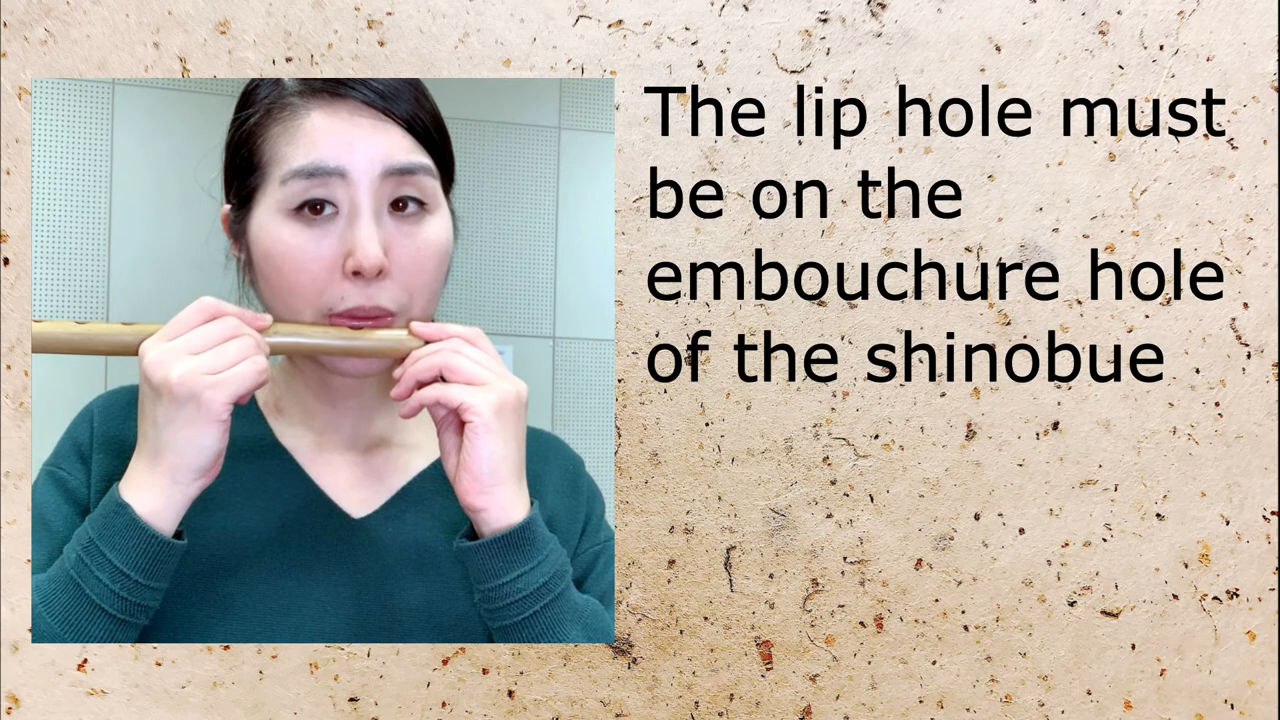 The lip hole must
be on the
embouchure hole
of the shinobue